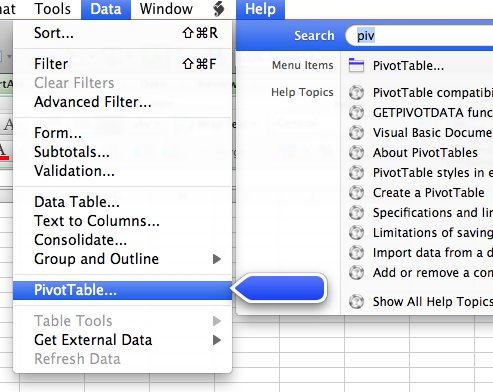 Tools Data Window Help
Sort... ⇧⌘R
Filter ⇧⌘F
Clear Filters
Advanced Filter...
Form...
Subtotals...
Validation...
Data Table...
Text to Columns...
Consolidate...
Group and Outline
PivotTable...
Table Tools
Get External Data
Refresh Data
Search piv
Menu Items PivotTable...
Help Topics PivotTable compatibi
GETPIVOTDATA func
Visual Basic Docume
About PivotTables
PivotTable styles in e
Create a PivotTable
Specifications and lin
Limitations of saving
Import data from a d
Add or remove a con
Show All Help Topics